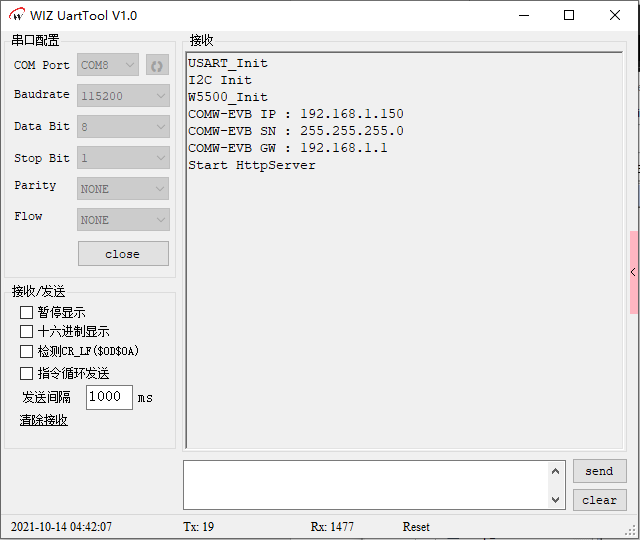 WIZ UartTool V1.0
串口配置
COM Port
COM8
Baudrate
115200
Data Bit
8
Stop Bit
1
Parity
NONE
Flow
NONE
close
接收/发送
暂停显示
十六进制显示
检测CR_LF($0D$0A)
指令循环发送
发送间隔 1000 ms
清除接收
接收
USART_Init
I2C Init
W5500_Init
COMW-EVB IP : 192.168.1.150
COMW-EVB SN : 255.255.255.0
COMW-EVB GW : 192.168.1.1
Start HttpServer
send
clear
2021-10-14 04:42:07 Tx: 19 Rx: 1477 Reset